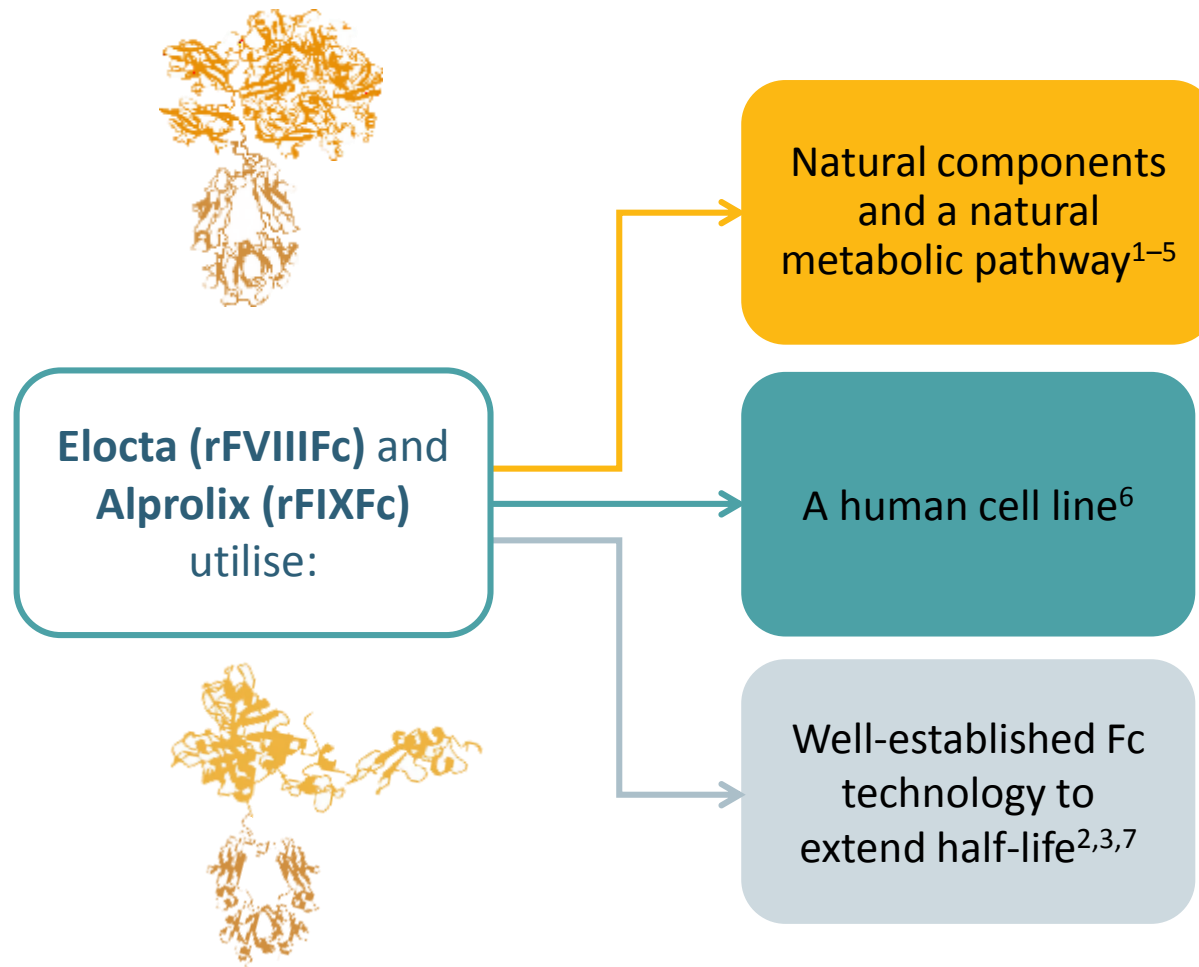 Natural components
and a natural
metabolic pathway1–5
Elocta (rFVIIIFc) and
Alprolix (rFIXFc)
utilise:
A human cell line6
Well-established Fc
technology to
extend half-life2,3,7